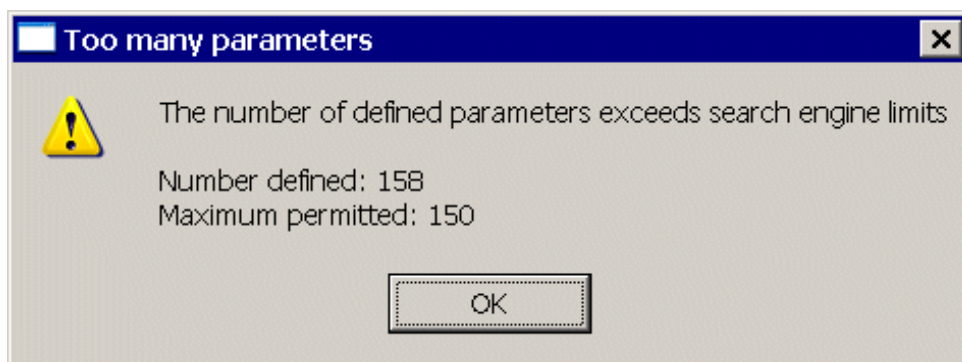 Too many parameters
The number of defined parameters exceeds search engine limits
Number defined: 158
Maximum permitted: 150
OK